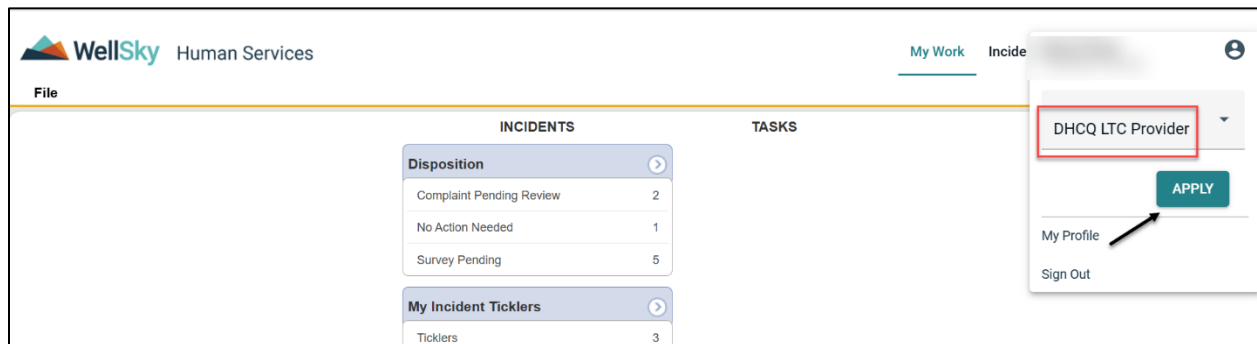 WellSky Human Services
My Work Incide
File
DHCQ LTC Provider
APPLY
My Profile
Sign Out
INCIDENTS
Disposition
Complaint Pending Review 2
No Action Needed 1
Survey Pending 5
My Incident Ticklers
Ticklers 3
TASKS